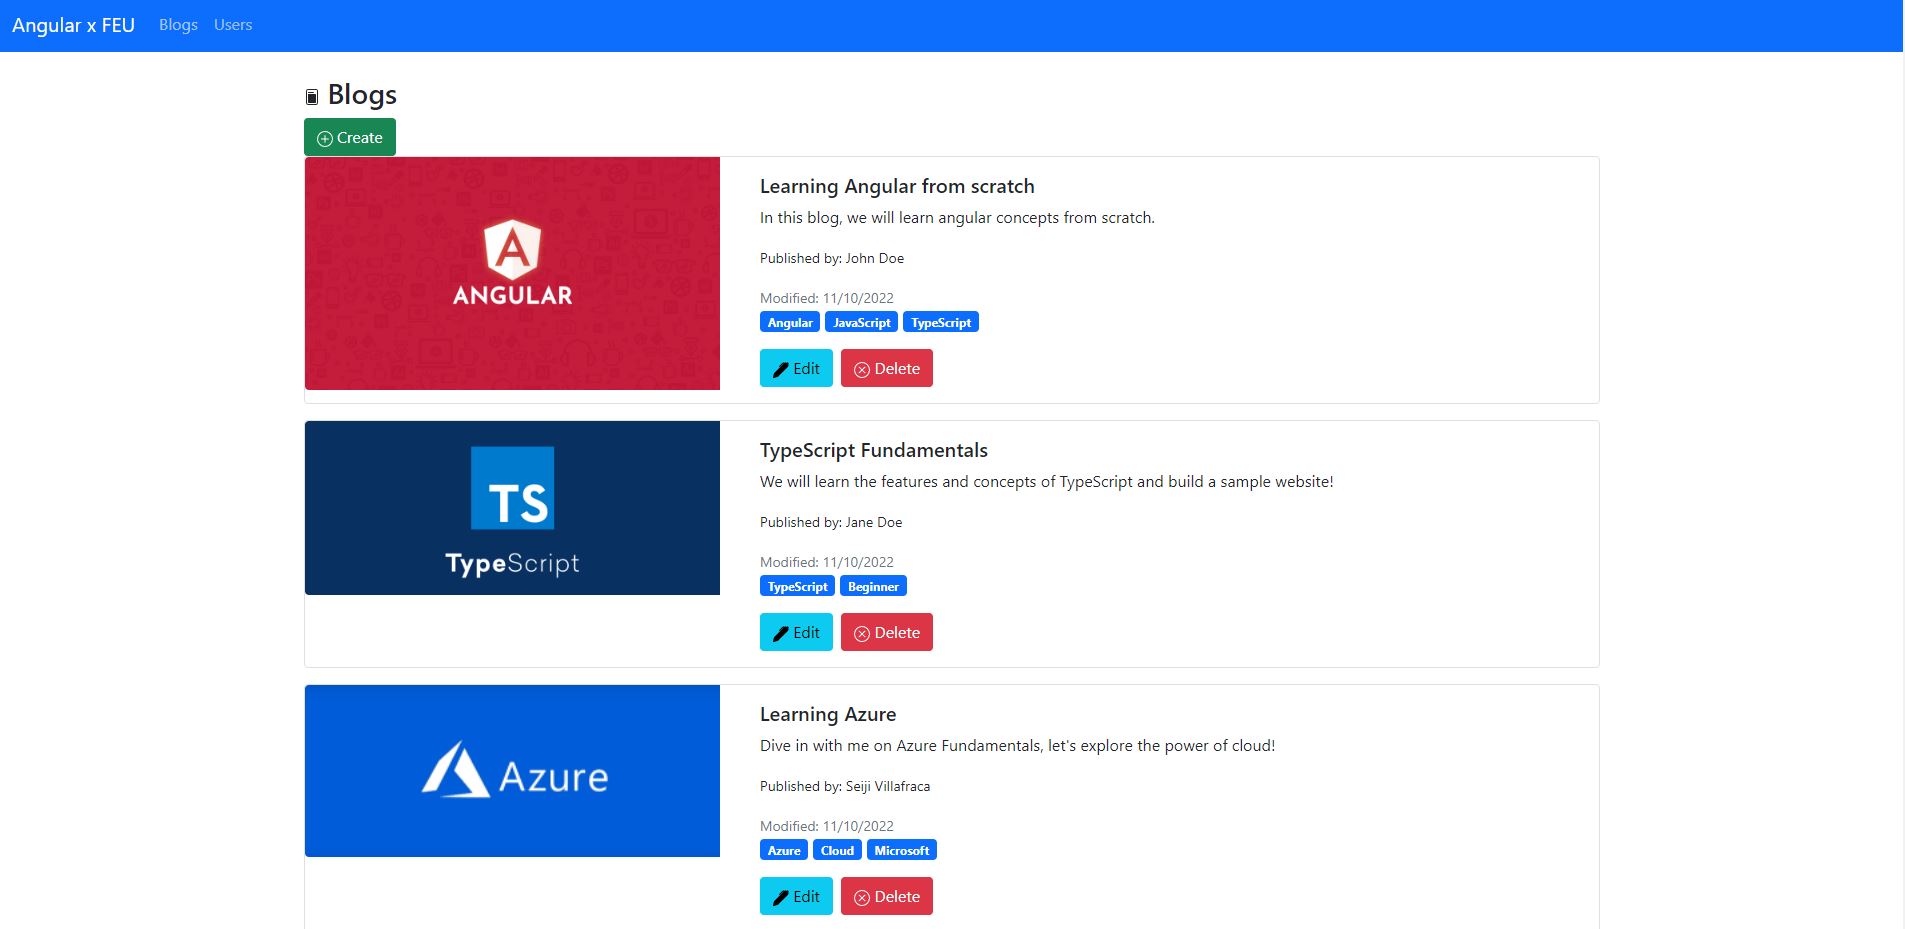 Angular x FEU Blogs Users
Blogs
Create
ANGULAR
Learning Angular from scratch
In this blog, we will learn angular concepts from scratch.
Published by: John Doe
Modified: 11/10/2022
Angular JavaScript TypeScript
Edit Delete
TS
TypeScript
TypeScript Fundamentals
We will learn the features and concepts of TypeScript and build a sample website!
Published by: Jane Doe
Modified: 11/10/2022
TypeScript Beginner
Edit Delete
Azure
Learning Azure
Dive in with me on Azure Fundamentals, let's explore the power of cloud!
Published by: Seiji Villafraca
Modified: 11/10/2022
Azure Cloud Microsoft
Edit Delete